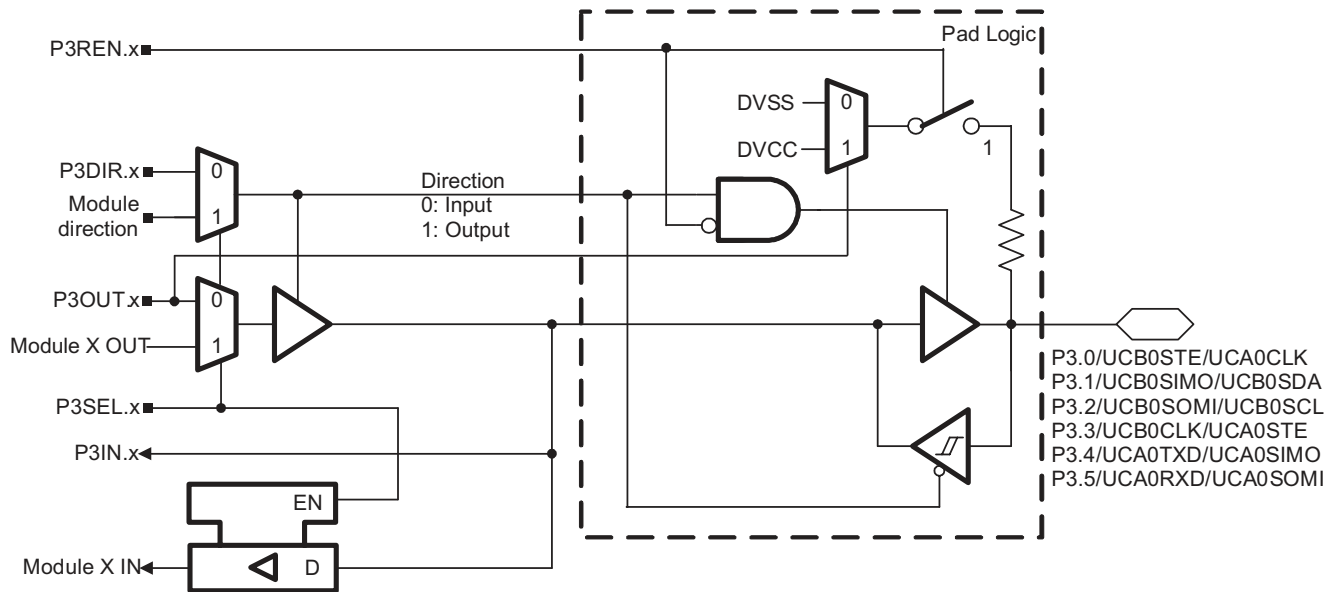 Pad Logic
P3REN.x
DVSS
0
DVCC
1
1
P3DIR.x
0
Module
direction
1
Direction
0: Input
1: Output
P3OUT.x
0
Module X OUT
1
P3SEL.x
P3IN.x
EN
Module X IN
D
P3.0/UCB0STE/UCA0CLK
P3.1/UCB0SIMO/UCB0SDA
P3.2/UCB0SOMI/UCB0SCL
P3.3/UCB0CLK/UCA0STE
P3.4/UCA0TXD/UCA0SIMO
P3.5/UCA0RXD/UCA0SOMI